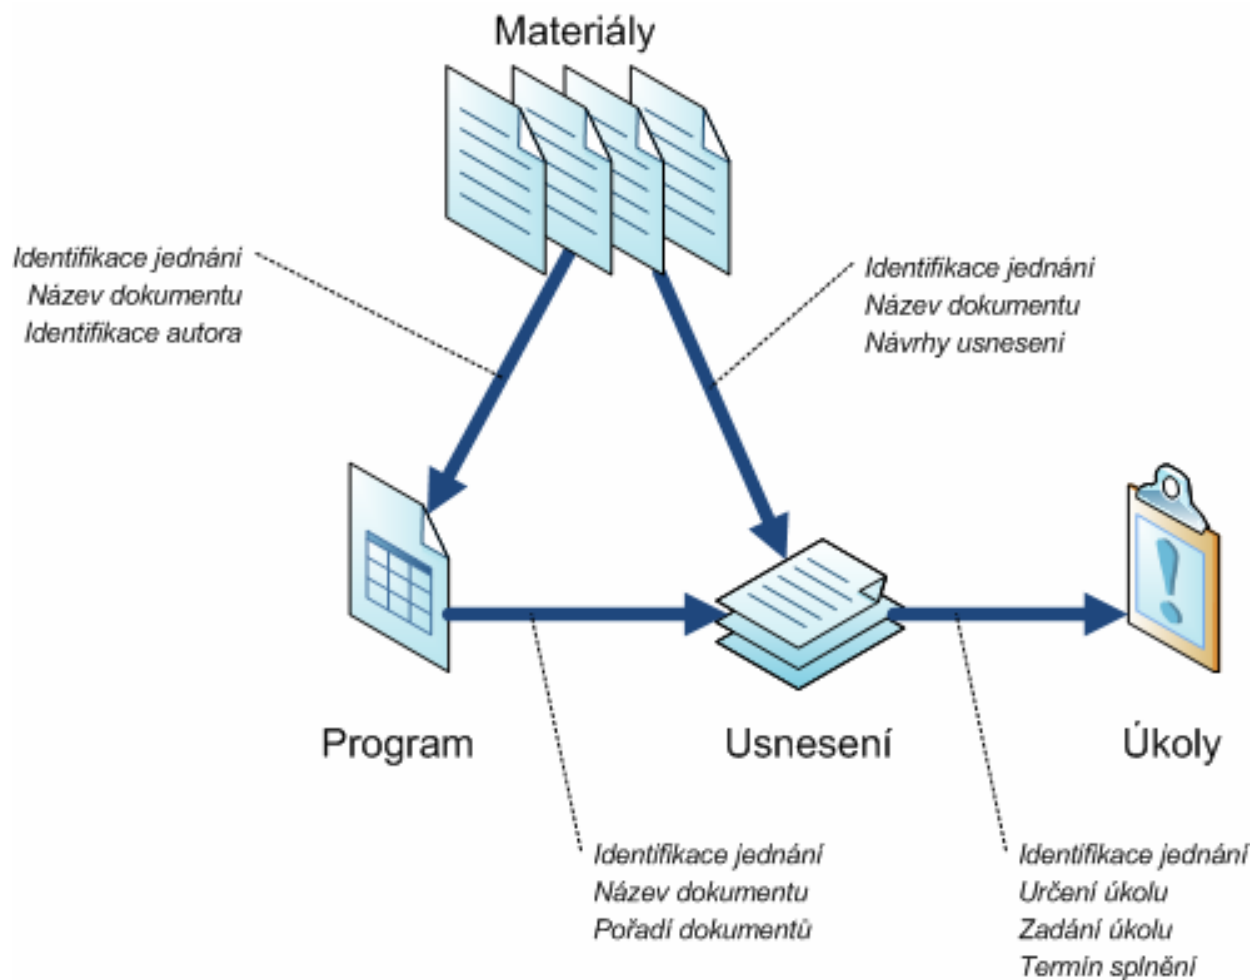 Materiály
Identifikace jednání
Název dokumentu
Identifikace autora
Identifikace jednání
Název dokumentu
Návrhy usnesení
Program
Usnesení
Úkoly
Identifikace jednání
Název dokumentu
Pořadí dokumentů
Identifikace jednání
Určení úkolu
Zadání úkolu
Termín splnění